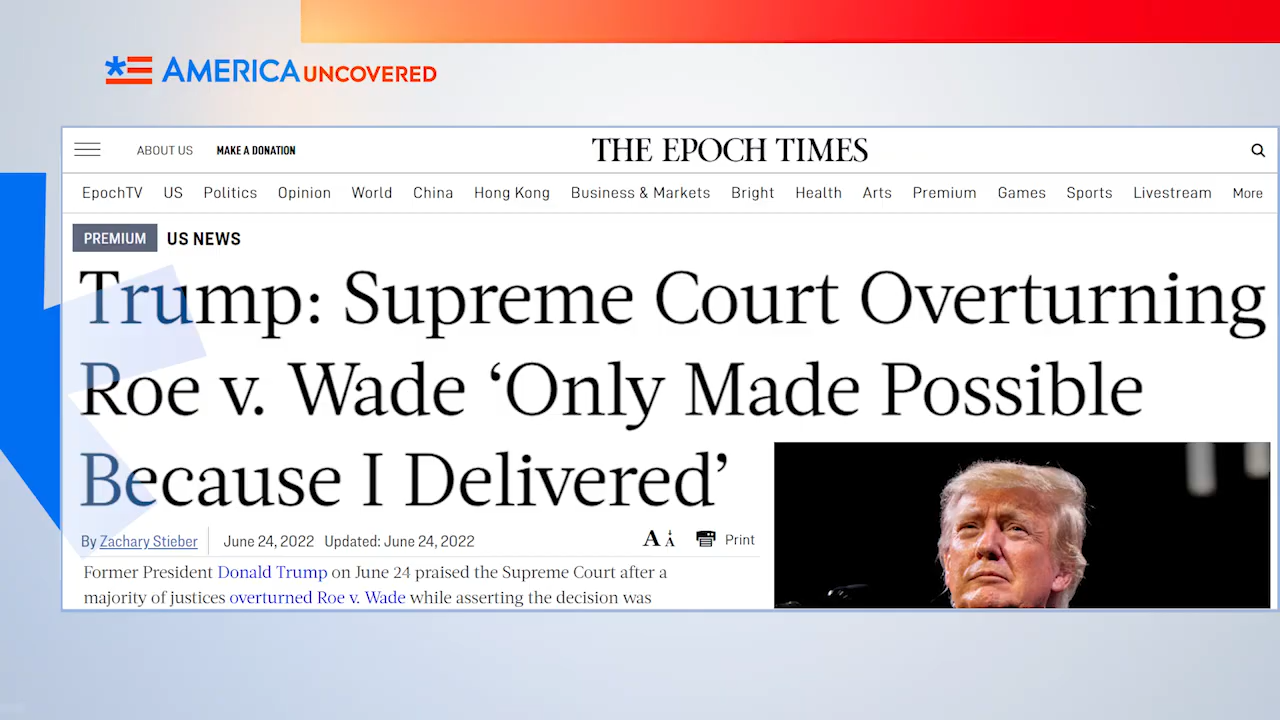 AMERICA UNCOVERED
ABOUT US MAKE A DONATION THE EPOCH TIMES
EpochTV US Politics Opinion World China Hong Kong Business & Markets Bright Health Arts Premium Games Sports Livestream More
PREMIUM US NEWS
Trump: Supreme Court Overturning
Roe v. Wade ‘Only Made Possible
Because I Delivered’
By Zachary Stieber June 24, 2022 Updated: June 24, 2022 A A Print
Former President Donald Trump on June 24 praised the Supreme Court after a
majority of justices overturned Roe v. Wade while asserting the decision was